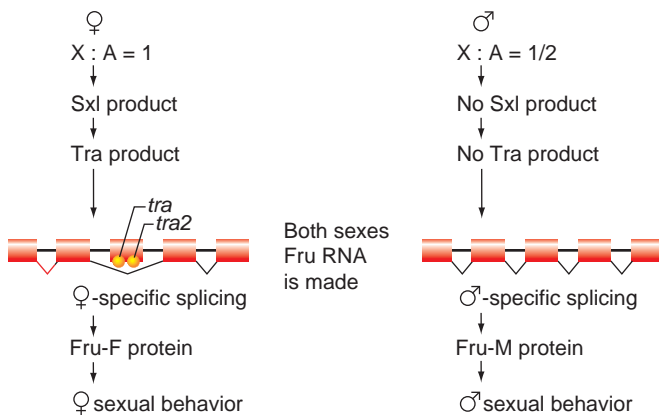 ♀
X : A = 1
Sxl product
Tra product
tra
tra2
♀-specific splicing
Fru-F protein
♀ sexual behavior
Both sexes
Fru RNA
is made
♂
X : A = 1/2
No Sxl product
No Tra product
♂-specific splicing
Fru-M protein
♂ sexual behavior